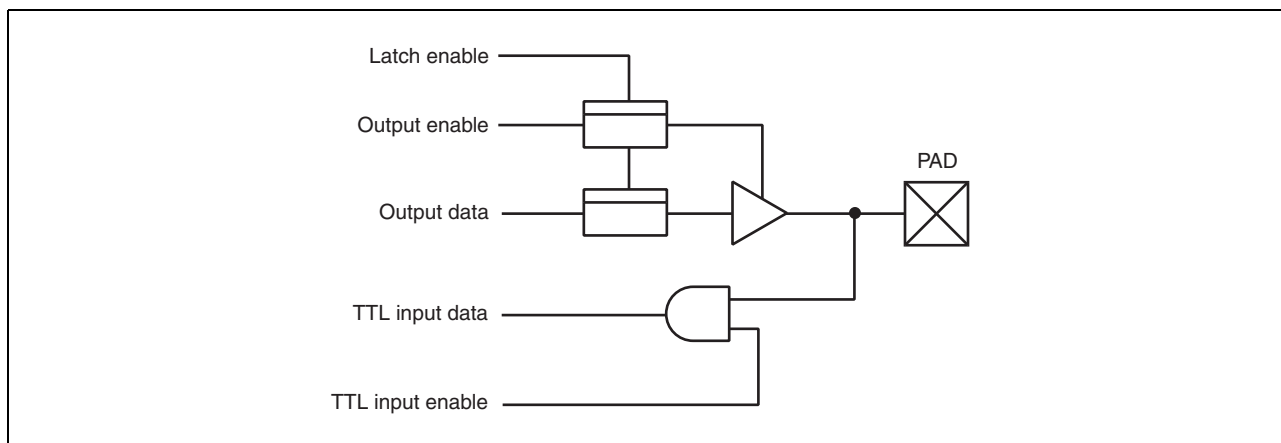 Latch enable
Output enable
PAD
Output data
TTL input data
TTL input enable